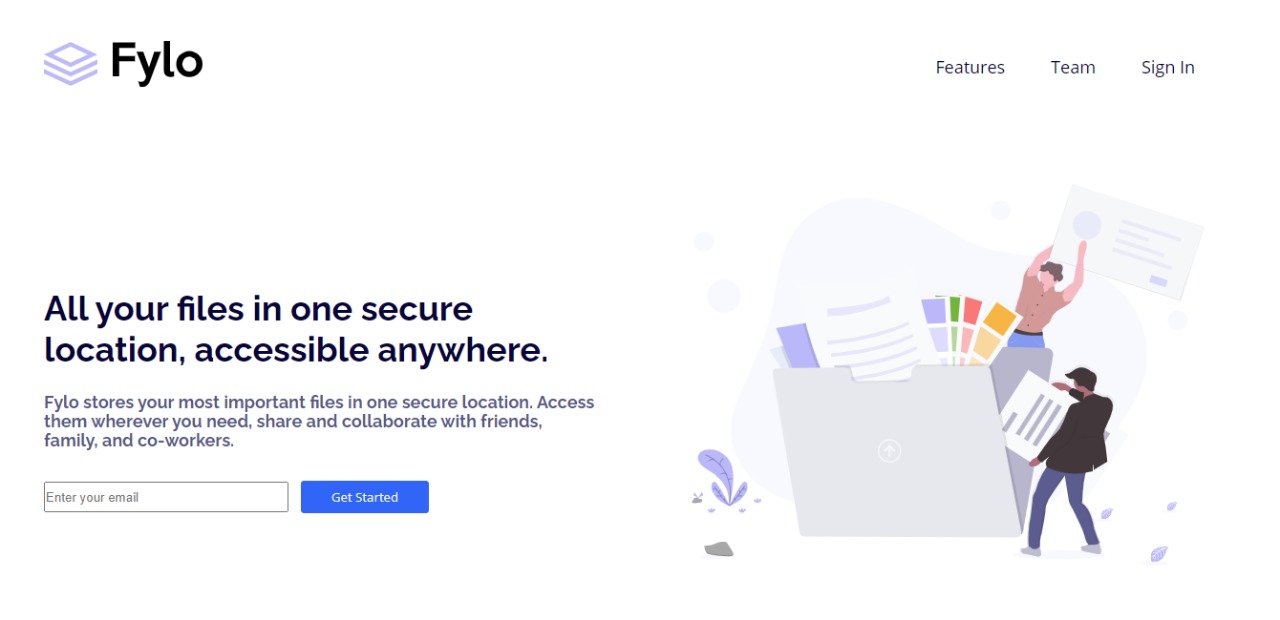 Fylo
Features
Team
Sign In
All your files in one secure
location, accessible anywhere.
Fylo stores your most important files in one secure location. Access
them wherever you need, share and collaborate with friends,
family, and co-workers.
Enter your email
Get Started